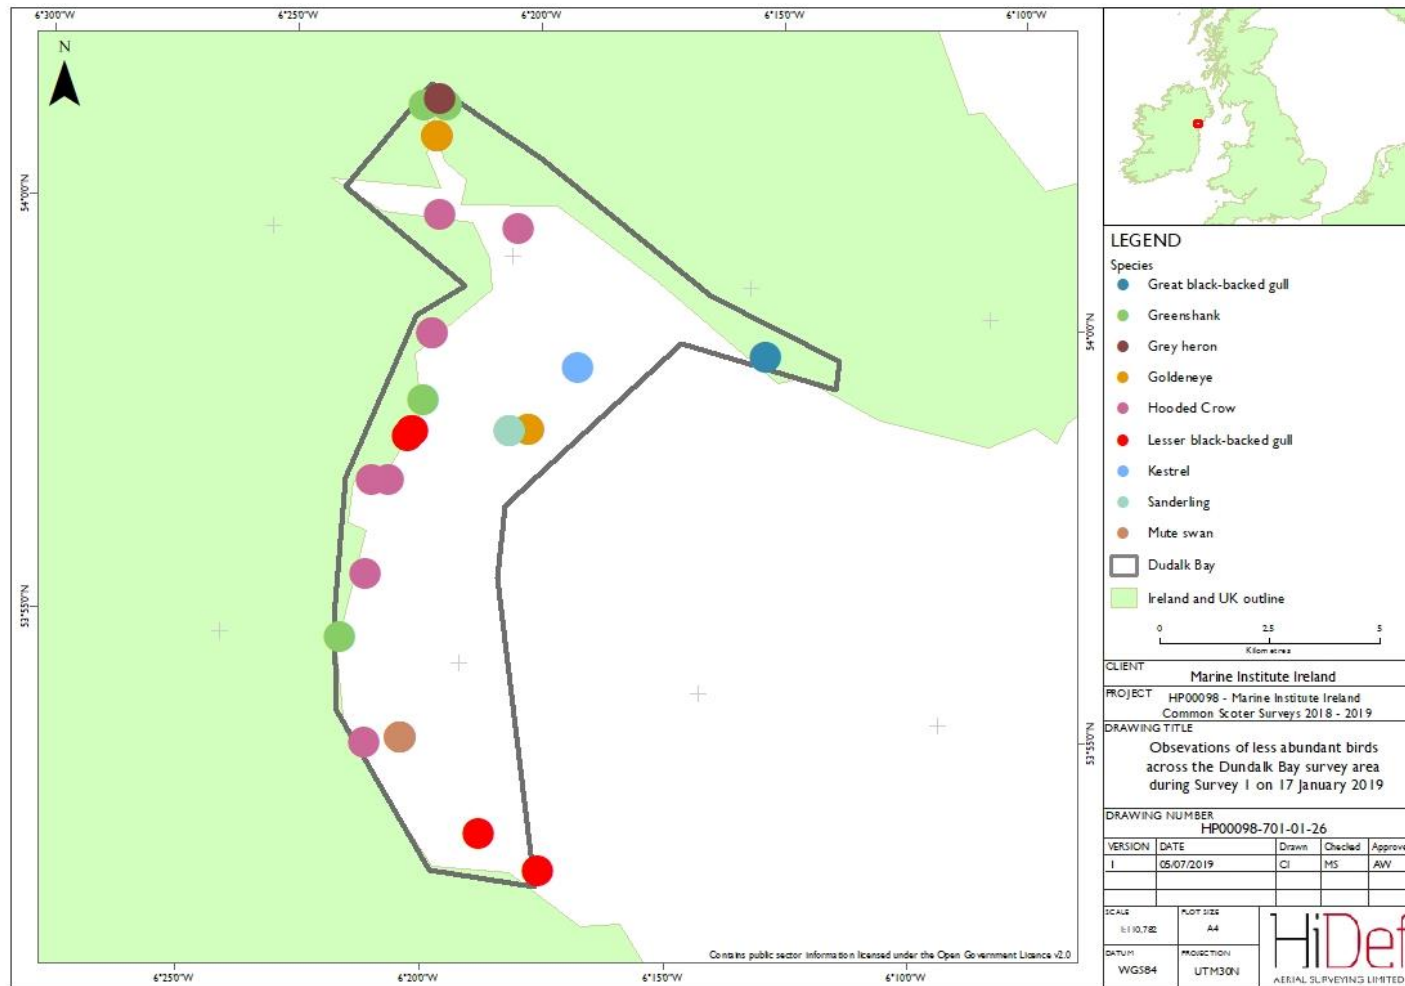 6°30'0"W 6°25'0"W 6°20'0"W 6°15'0"W 6°10'0"W
N
54°0'0"N
54°0'0"N
53°55'0"N
53°55'0"N
Contains public sector information licensed under the Open Government Licence v2.0
6°25'0"W 6°20'0"W 6°15'0"W 6°10'0"W
LEGEND
Species
Great black-backed gull
Greenshank
Grey heron
Goldeneye
Hooded Crow
Lesser black-backed gull
Kestrel
Sanderling
Mute swan
Dudalk Bay
Ireland and UK outline
0 2.5 5
Kilometres
CLIENT
Marine Institute Ireland
PROJECT
HP00098 - Marine Institute Ireland
Common Scoter Surveys 2018 - 2019
DRAWING TITLE
Obsevations of less abundant birds
across the Dundalk Bay survey area
during Survey 1 on 17 January 2019
DRAWING NUMBER
HP00098-701-01-26
VERSION DATE Drawn Checked Approve
1 05/07/2019 CI MS AW
SCALE PLOT SIZE
1:110,782 A4
DATUM PROJECTION
WGS84 UTM30N
HiDef
AERIAL SURVEYING LIMITED